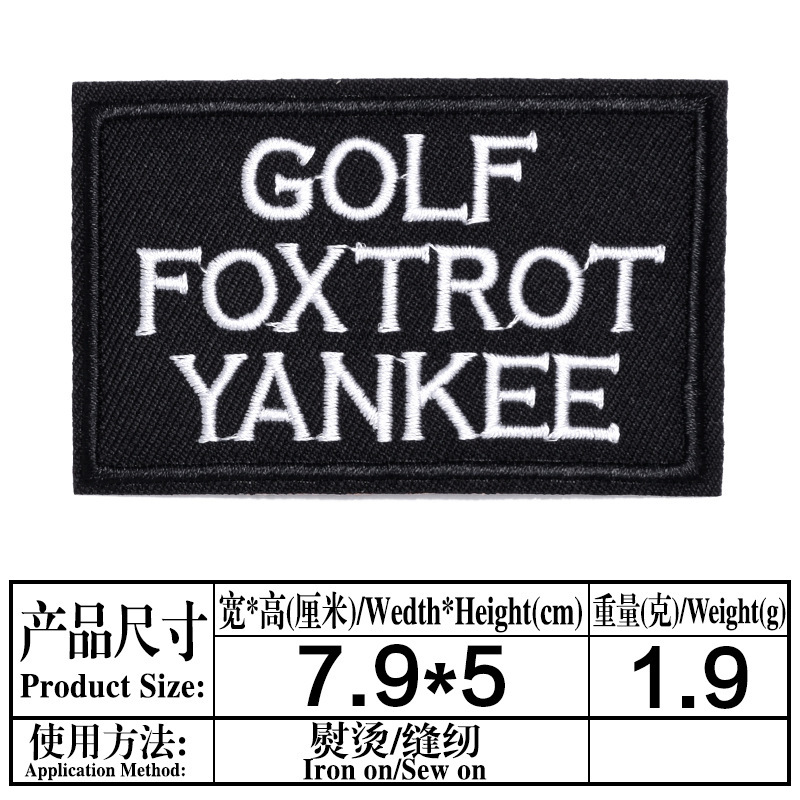 GOLF
FOXTROT
YANKEE
产品尺寸
Product Size:
宽*高(厘米)/Wedth*Height(cm)
重量(克)/Weight(g)
7.9*5
1.9
使用方法:
Application Method:
熨烫/缝纫
Iron on/Sew on